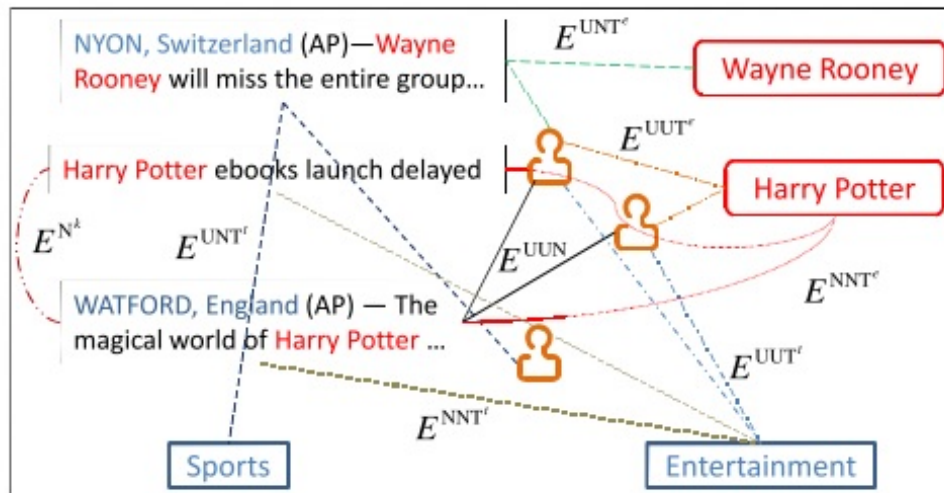 NYON, Switzerland (AP)—Wayne
Rooney will miss the entire group...
E^UNT^e
Wayne Rooney
E^UUT^e
Harry Potter ebooks launch delayed
Harry Potter
E^N^k
E^UNT^t
E^UUN
E^NNT^e
WATFORD, England (AP) — The
magical world of Harry Potter ...
E^UUT^t
E^NNT^t
Sports
Entertainment